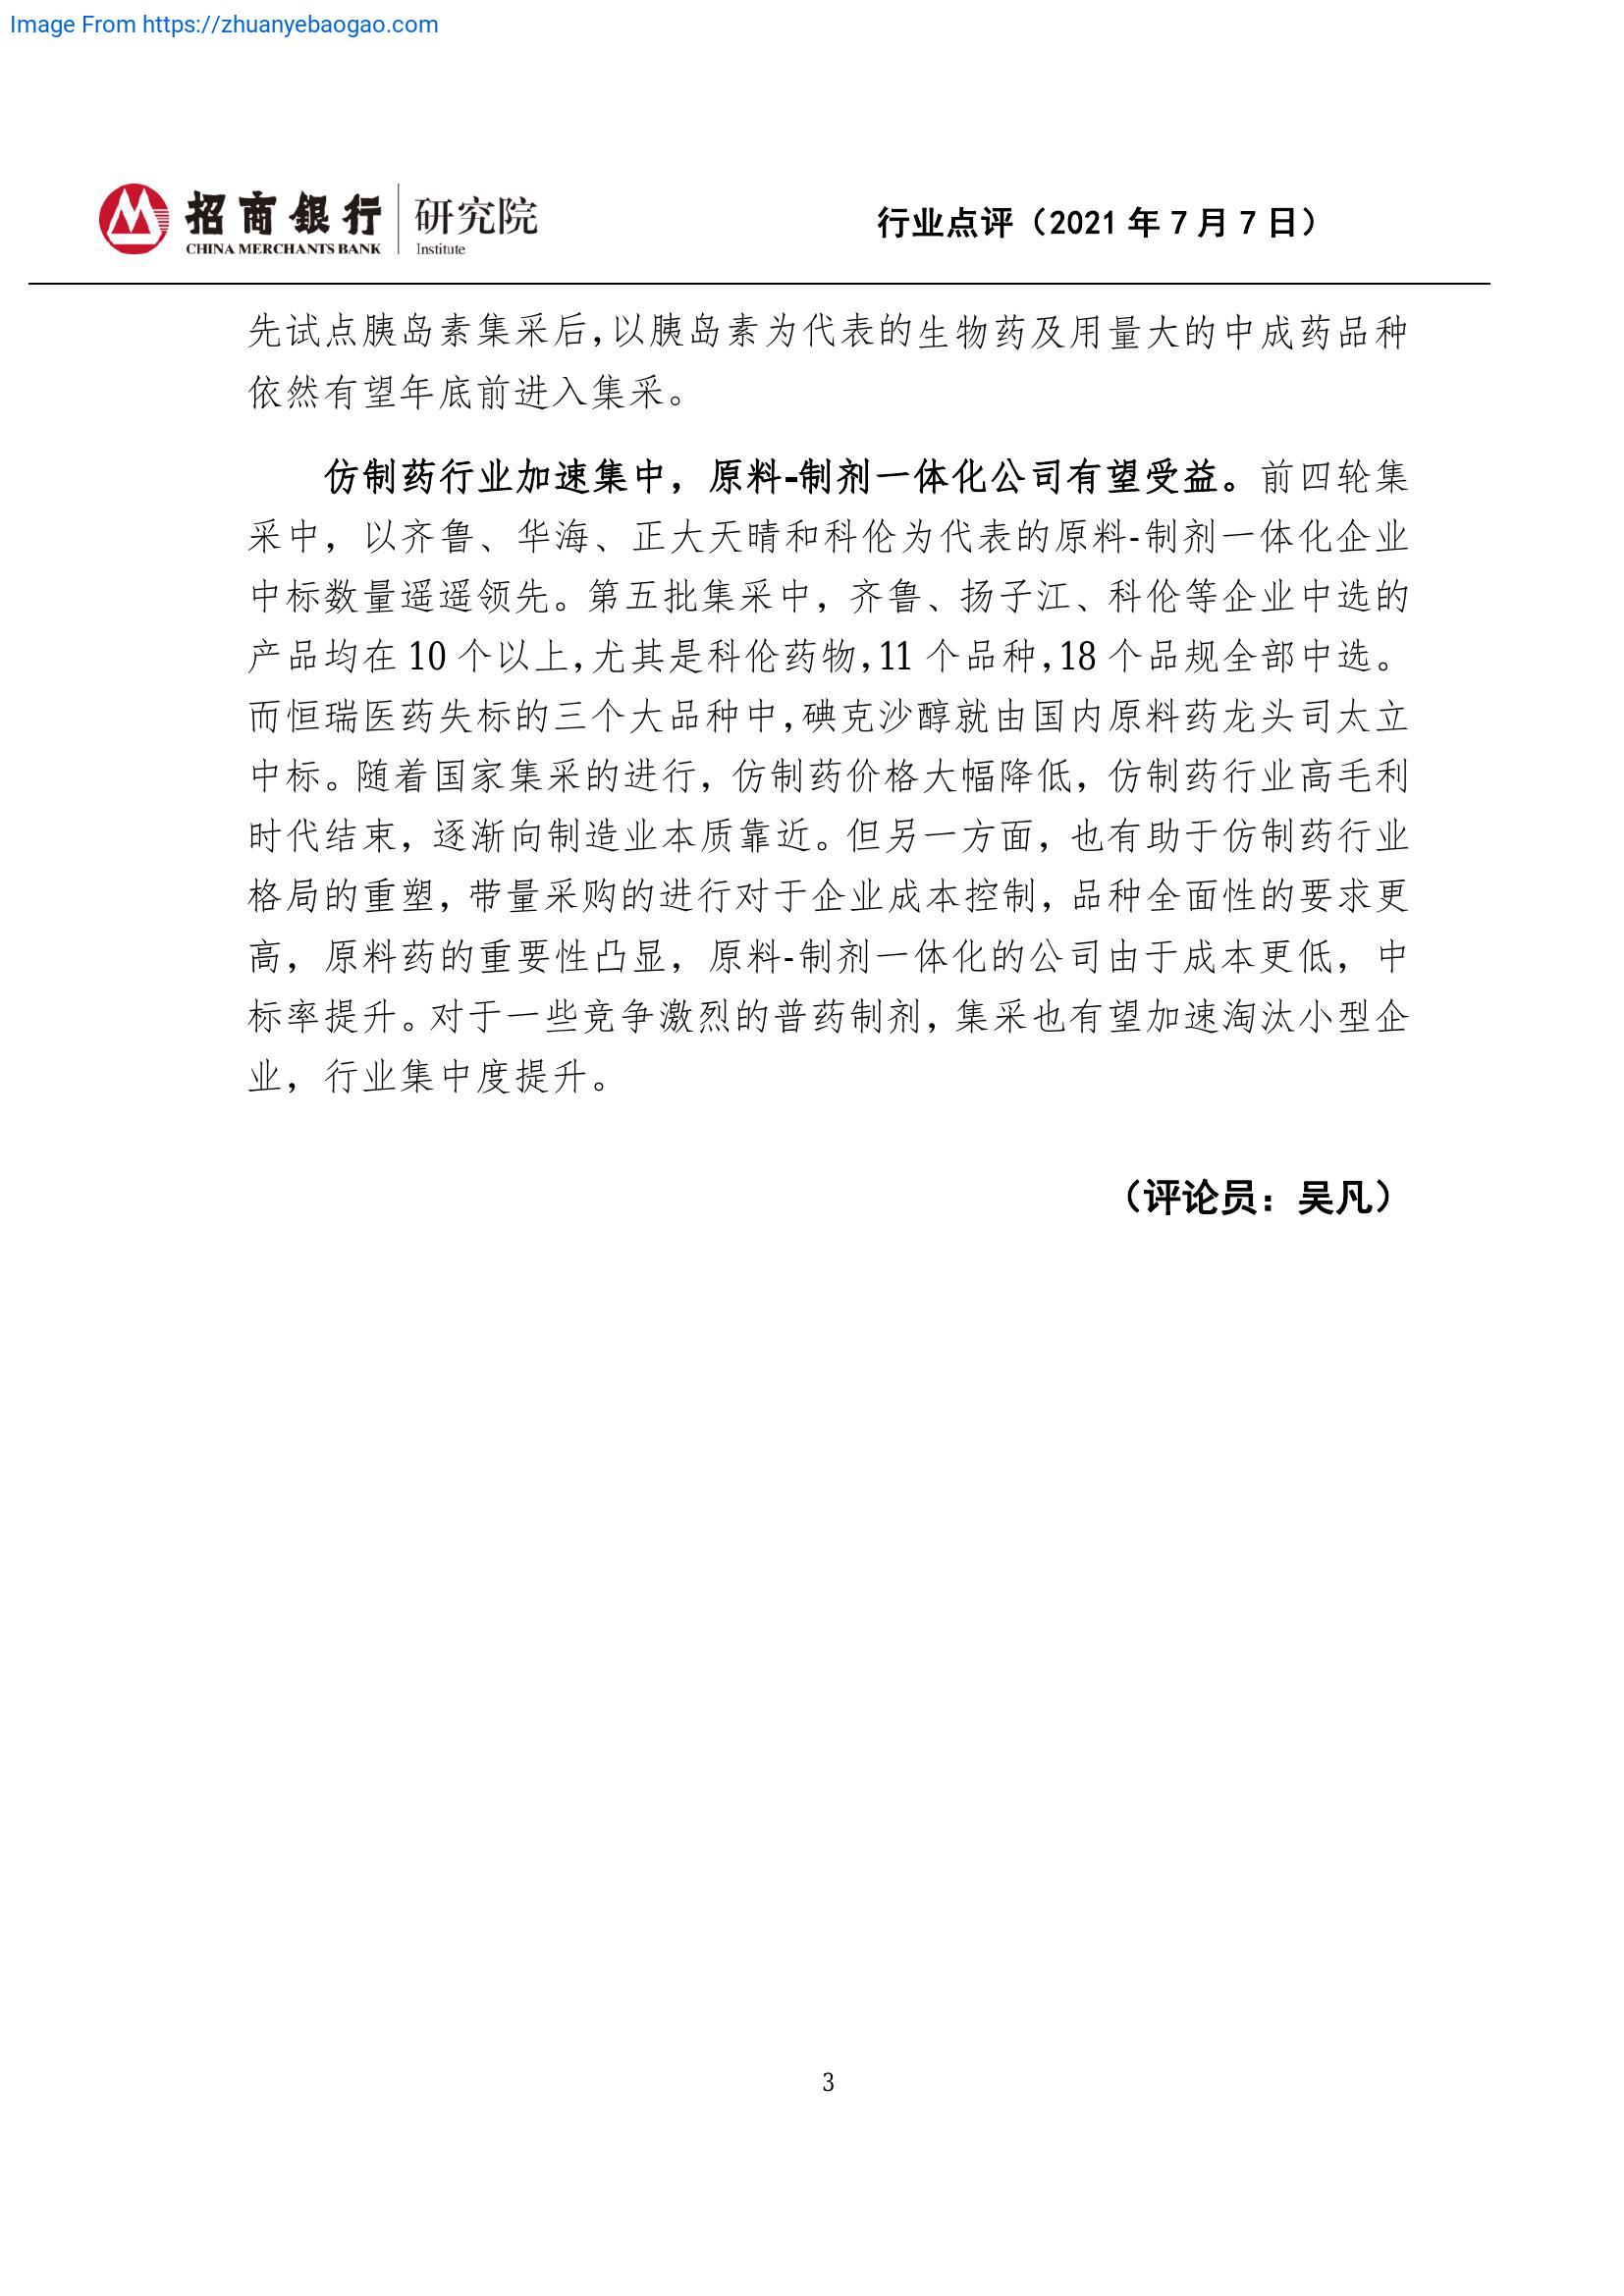 Image From https://zhuanyebaogao.com
招商銀行 研究院
CHINA MERCHANTS BANK Institute
行业点评（2021 年 7 月 7 日）
先试点胰岛素集采后，以胰岛素为代表的生物药及用量大的中成药品种
依然有望年底前进入集采。
仿制药行业加速集中，原料-制剂一体化公司有望受益。前四轮集
采中，以齐鲁、华海、正大天晴和科伦为代表的原料-制剂一体化企业
中标数量遥遥领先。第五批集采中，齐鲁、扬子江、科伦等企业中选的
产品均在 10 个以上，尤其是科伦药物，11 个品种，18 个品规全部中选。
而恒瑞医药失标的三个大品种中，碘克沙醇就由国内原料药龙头司太立
中标。随着国家集采的进行，仿制药价格大幅降低，仿制药行业高毛利
时代结束，逐渐向制造业本质靠近。但另一方面，也有助于仿制药行业
格局的重塑，带量采购的进行对于企业成本控制，品种全面性的要求更
高，原料药的重要性凸显，原料-制剂一体化的公司由于成本更低，中
标率提升。对于一些竞争激烈的普药制剂，集采也有望加速淘汰小型企
业，行业集中度提升。
（评论员：吴凡）
3